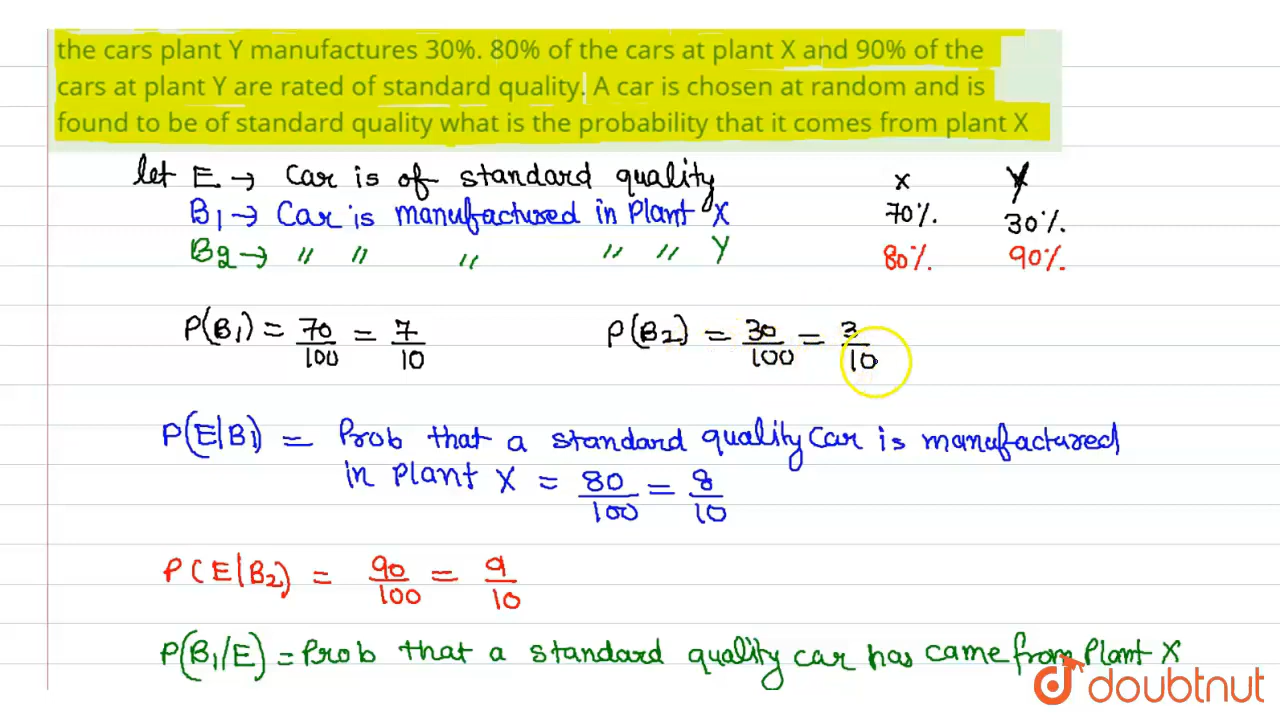 the cars plant Y manufactures 30%. 80% of the cars at plant X and 90% of the
cars at plant Y are rated of standard quality. A car is chosen at random and is
found to be of standard quality what is the probability that it comes from plant X
let E → Car is of standard quality
X Y
B1 → Car is manufactured in Plant X
70% 30%
B2 → " " " " " Y
80% 90%
P(B1) = 70/100 = 7/10 P(B2) = 30/100 = 3/10
P(E|B1) = Prob that a standard quality Car is manufactured
in Plant X = 80/100 = 8/10
P(E|B2) = 90/100 = 9/10
P(B1/E) = Prob that a standard quality car has came from Plant X
doubtnut